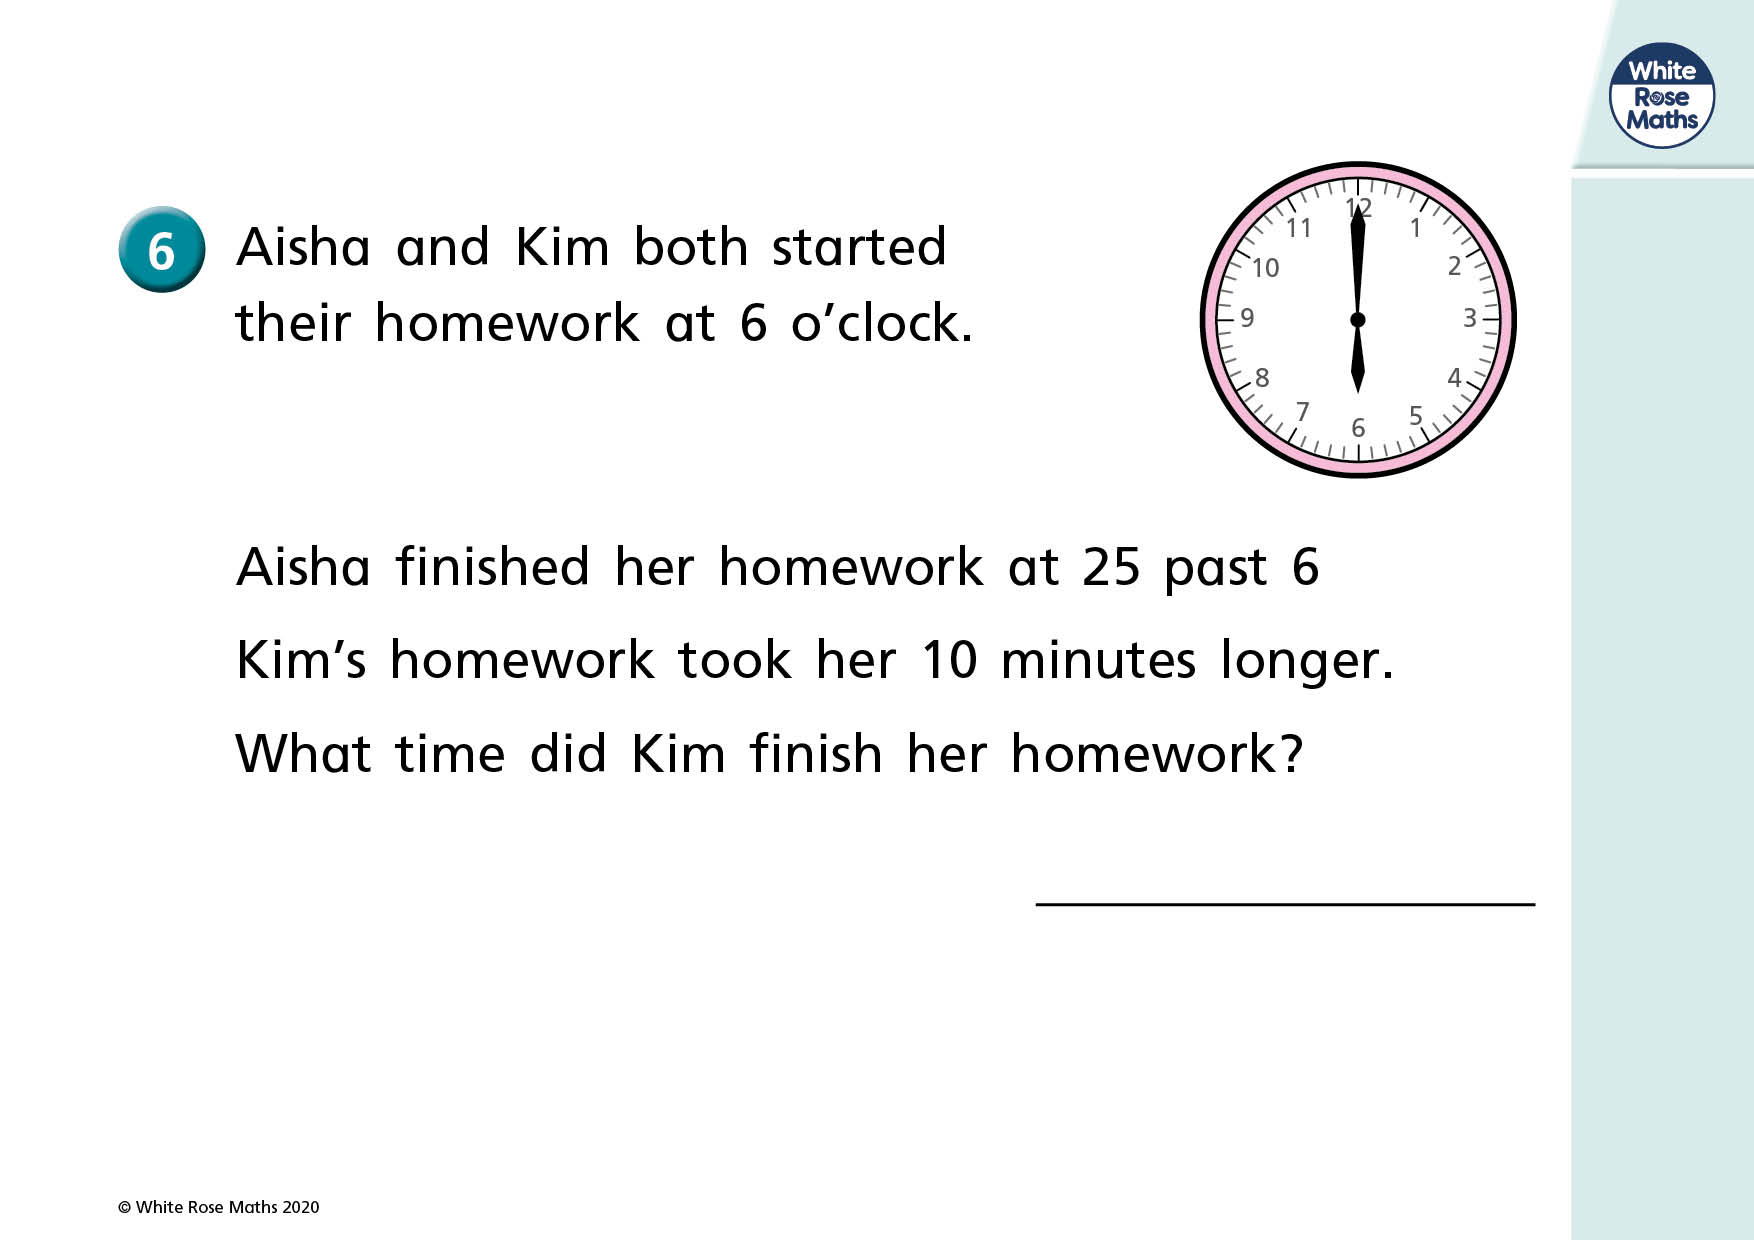 White
Rose
Maths
6 Aisha and Kim both started
their homework at 6 o’clock.
12
11 1
10 2
9 3
8 4
7 5
6
Aisha finished her homework at 25 past 6
Kim’s homework took her 10 minutes longer.
What time did Kim finish her homework?
© White Rose Maths 2020